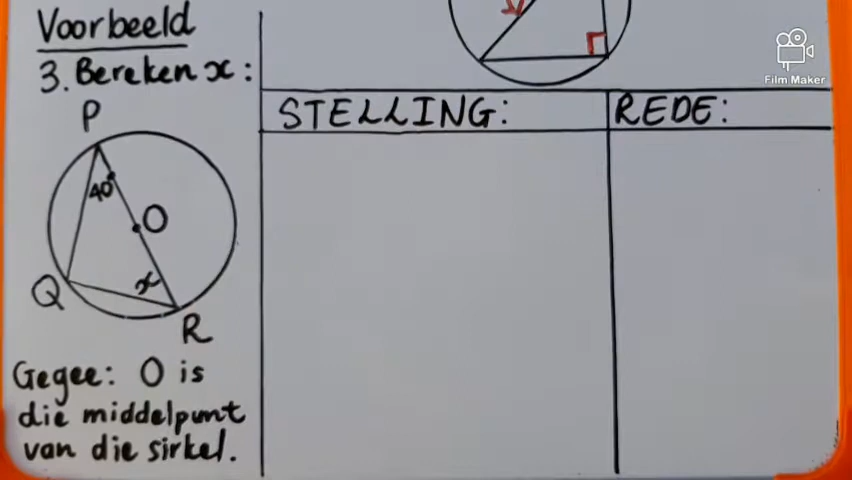 Voorbeeld
3. Bereken x:
P
40°
O
x
Q
R
Gegee: O is
die middelpunt
van die sirkel.
STELLING:
REDE:
Film Maker